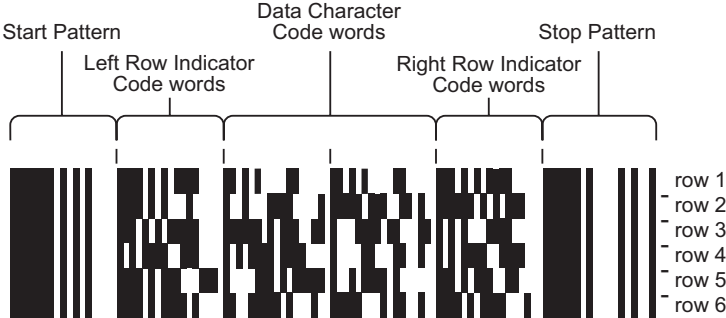 Data Character
Code words
Start Pattern
Stop Pattern
Left Row Indicator
Code words
Right Row Indicator
Code words
row 1
row 2
row 3
row 4
row 5
row 6